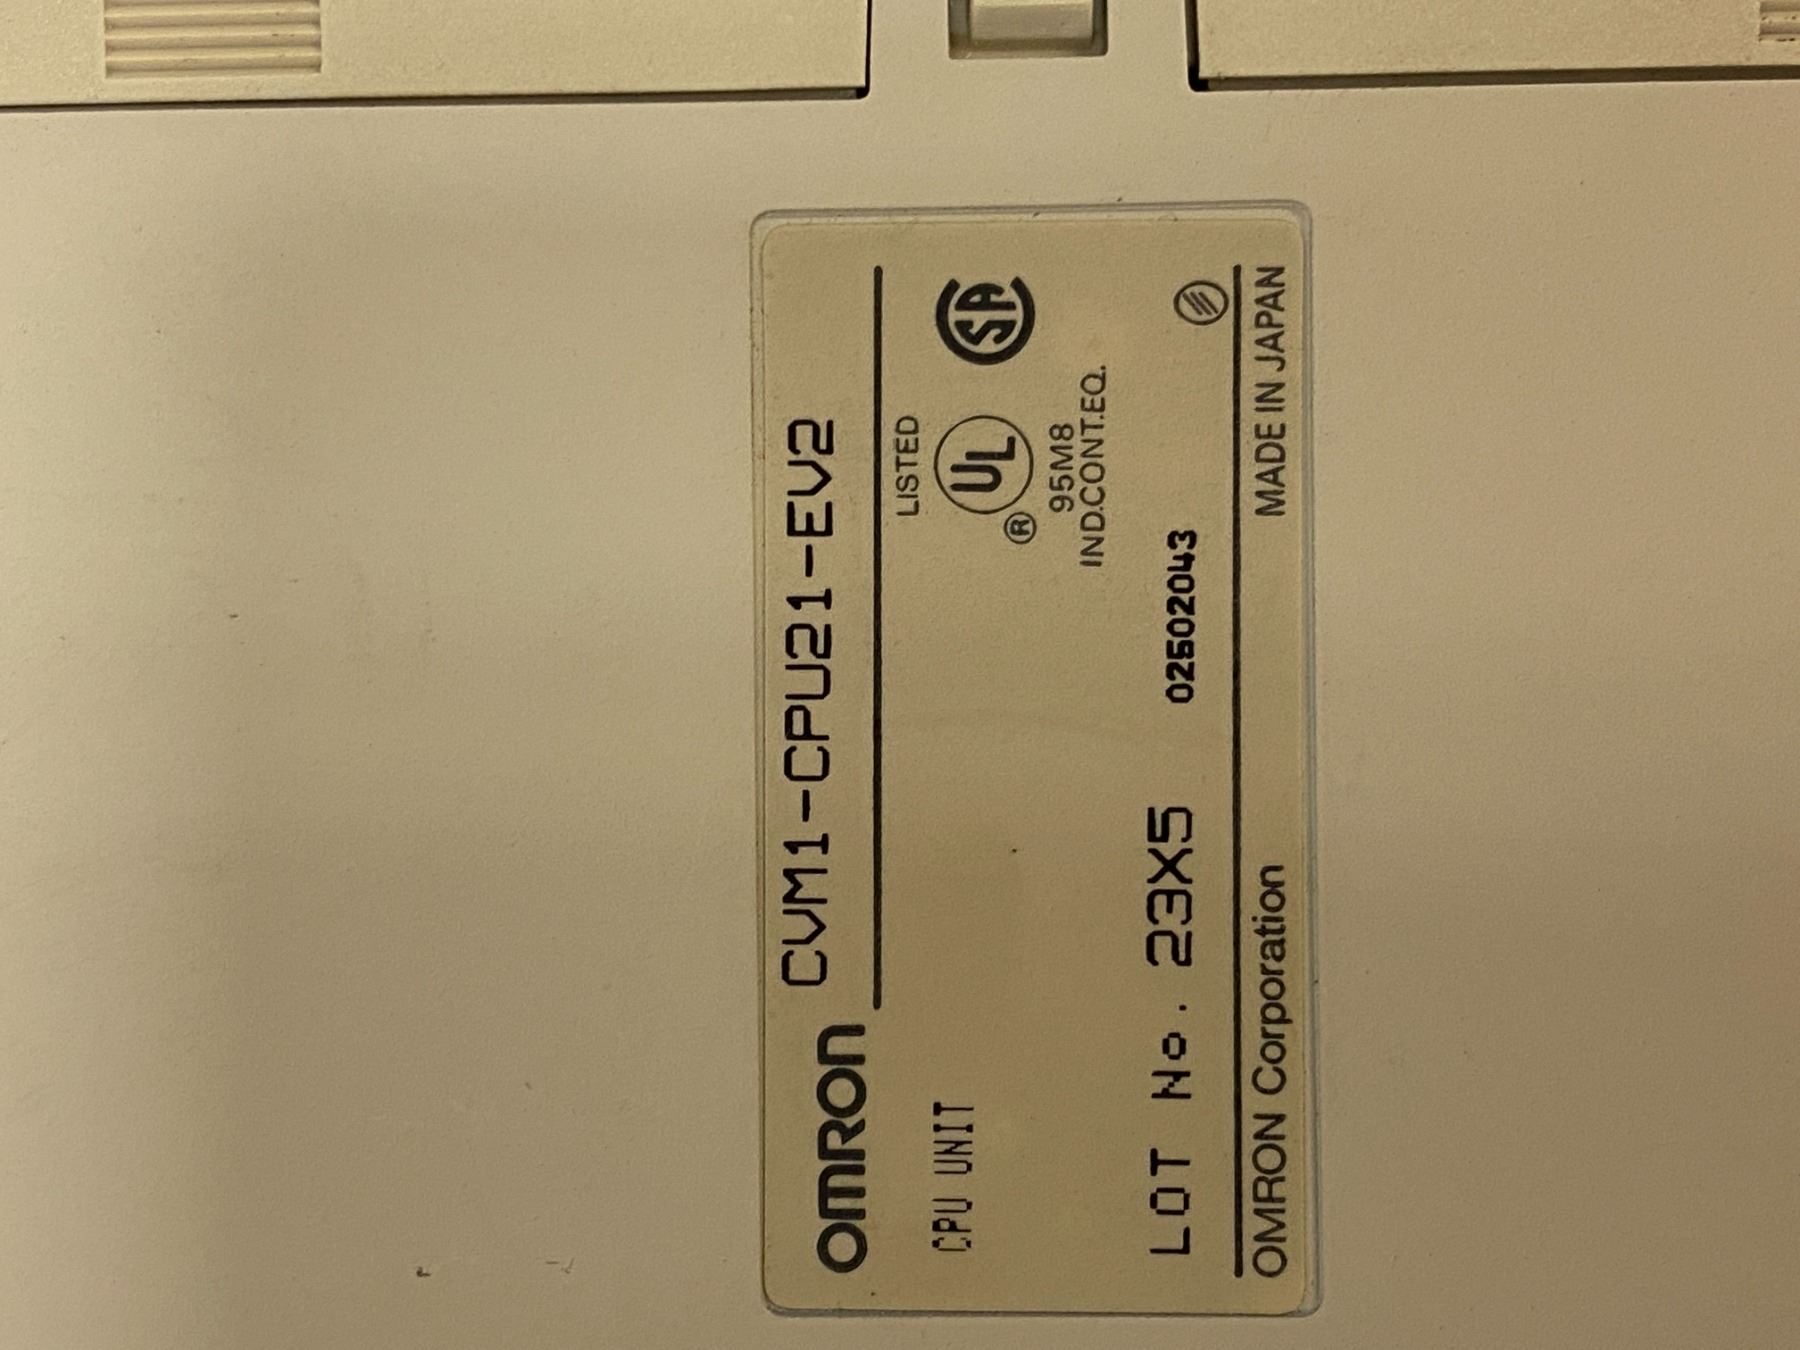 OMRON CVM1-CPU21-EV2
CPU UNIT
LISTED
UL SA
®
95M8
IND.CONT.EQ.
LOT No. 23X5 02502043
OMRON Corporation MADE IN JAPAN